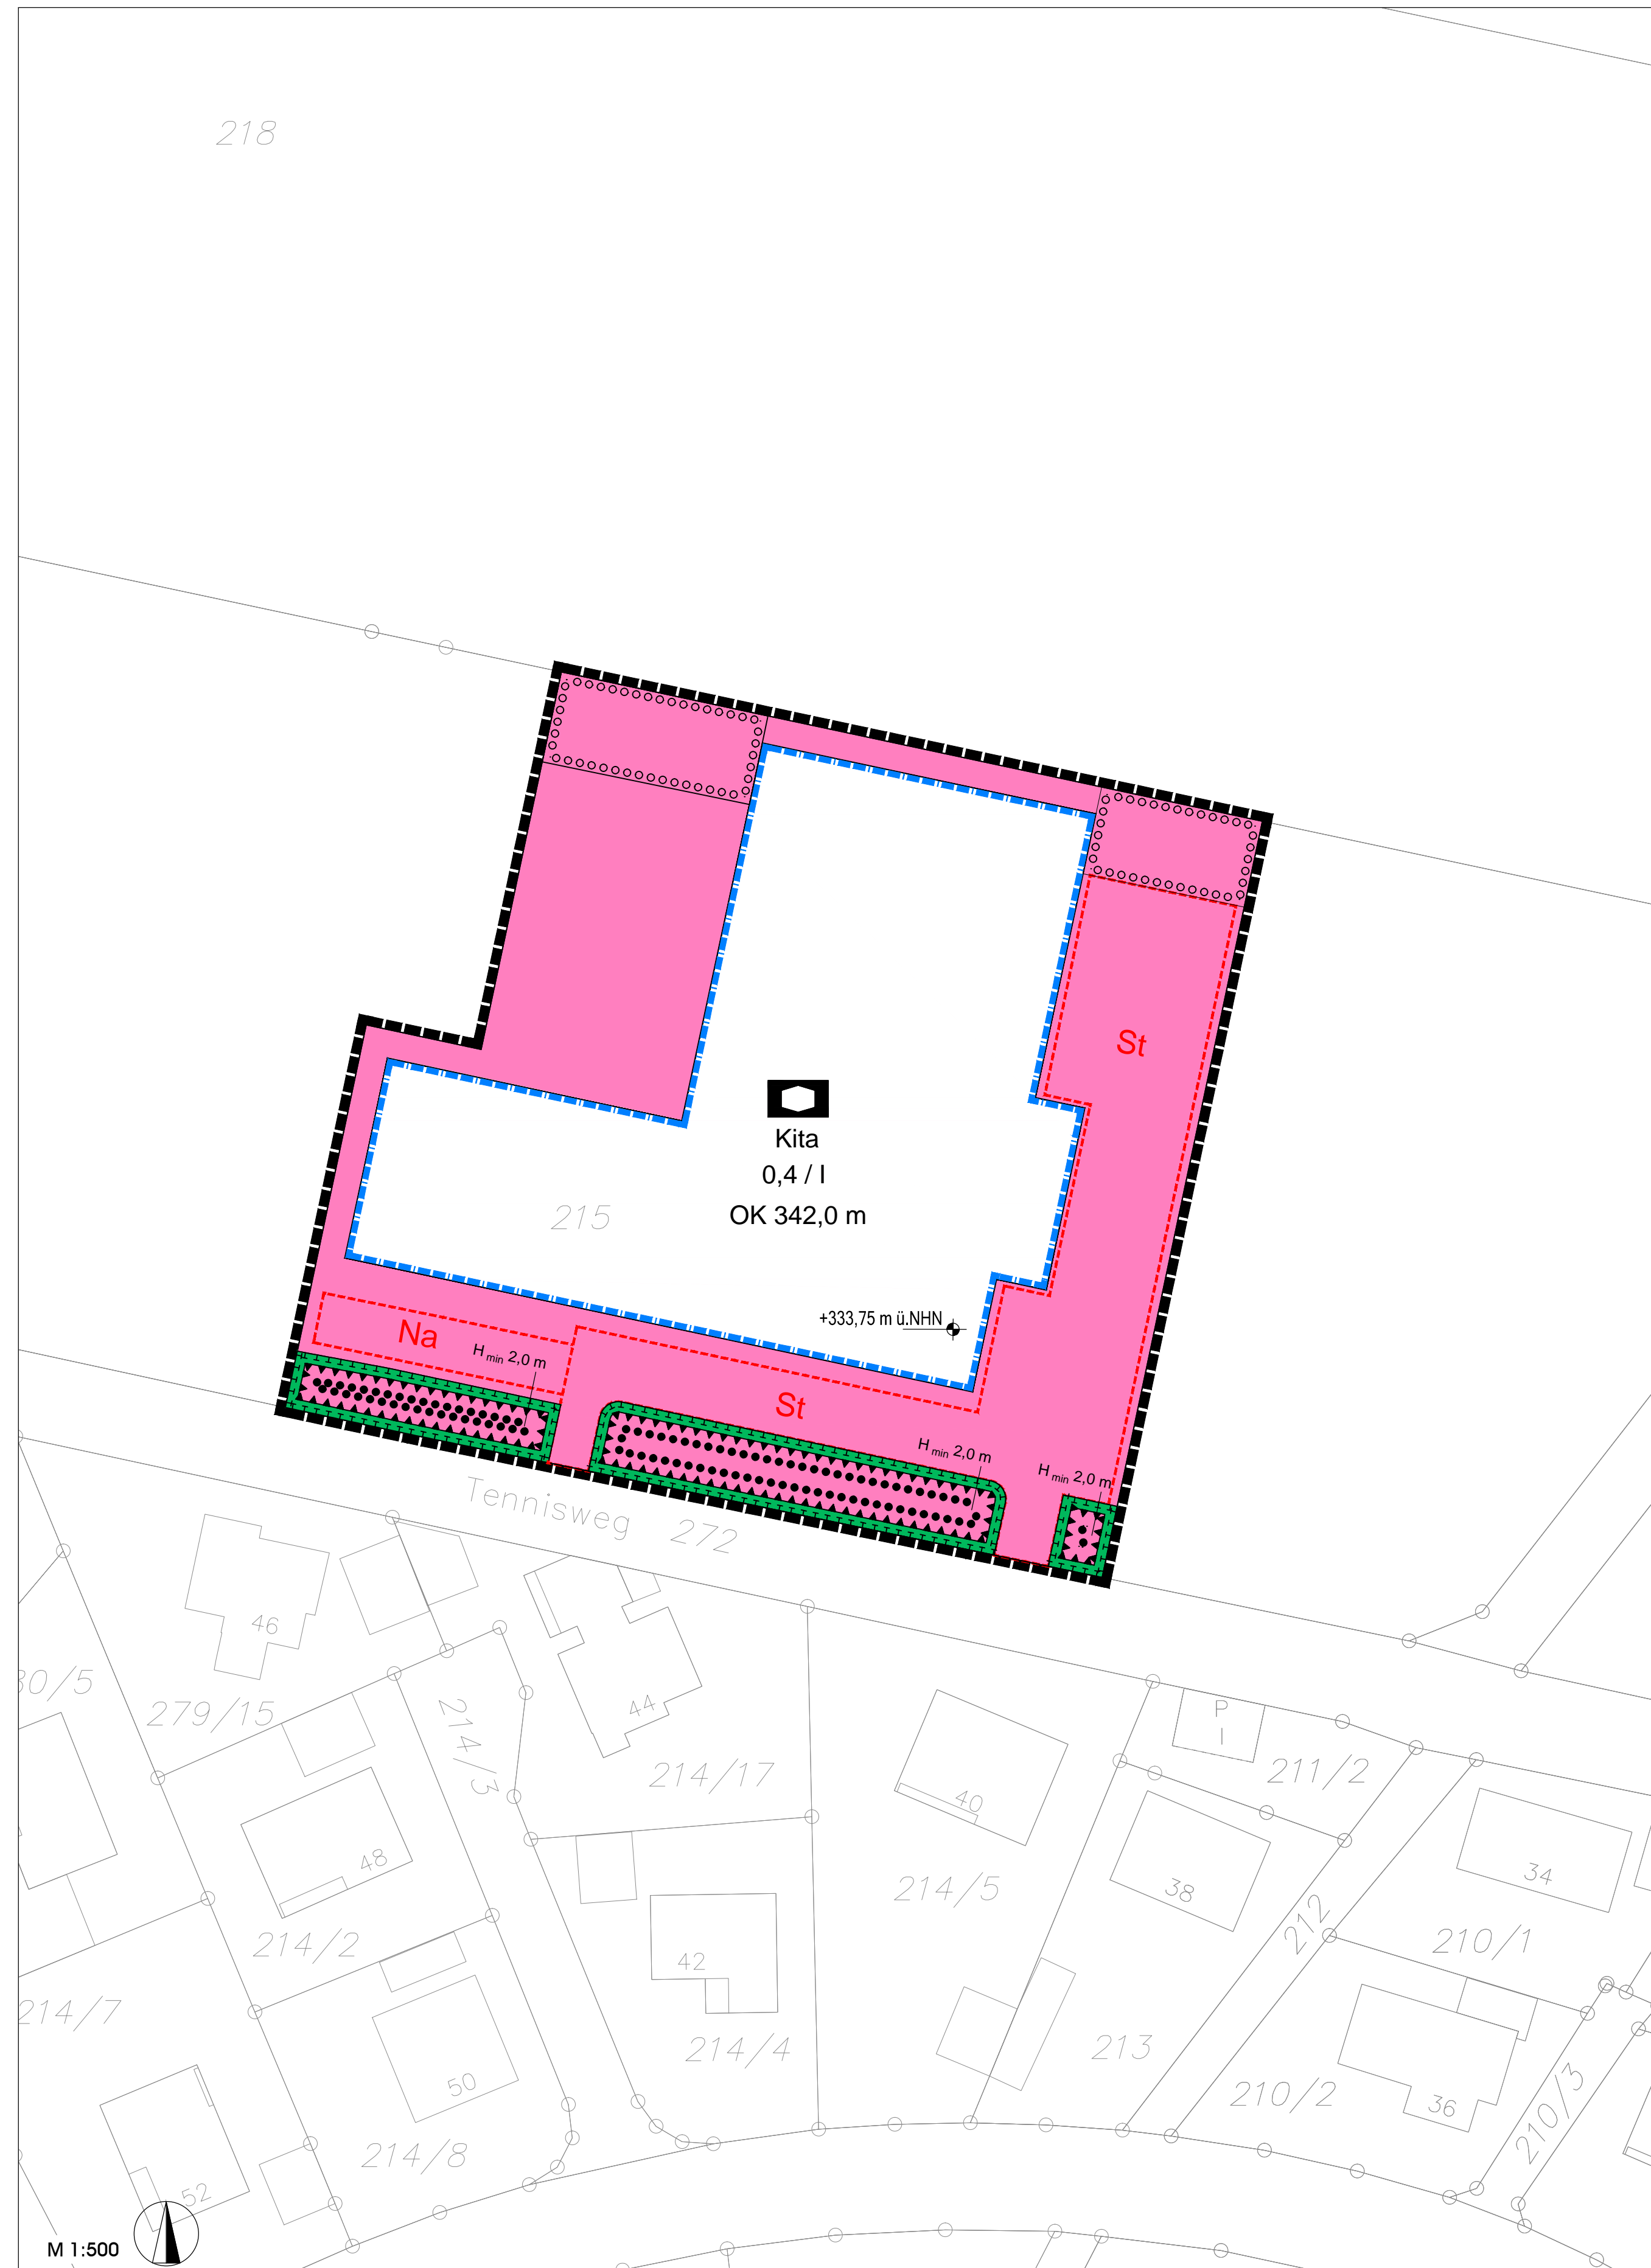 218
St
Kita
0,4 / I
OK 342,0 m
215
+333,75 m ü.NHN
Na
H min 2,0 m
St
H min 2,0 m
H min 2,0 m
Tennisweg 272
46
30/5
279/15
214/3
44
214/17
P
I
211/2
40
48
214/5
38
34
212
214/2
42
210/1
214/7
214/4
213
50
210/2
36
210/3
214/8
52
M 1:500